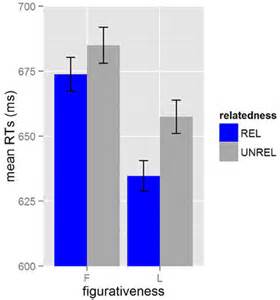 700
675
650
625
600
mean RTs (ms)
F
L
figurativeness
relatedness
REL
UNREL